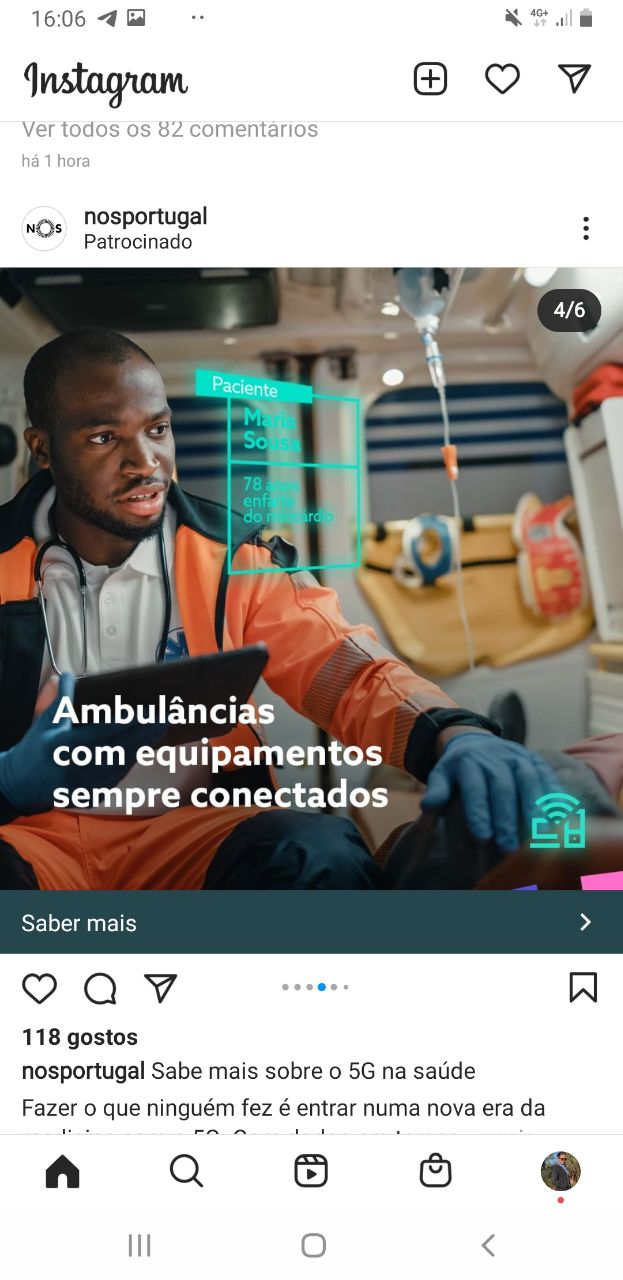 16:06
4G+
Instagram
Ver todos os 82 comentários
há 1 hora
NOS
nosportugal
Patrocinado
4/6
Paciente
Maria
Sousa
78 anos
enfarte
do miocárdio
Ambulâncias
com equipamentos
sempre conectados
Saber mais
118 gostos
nosportugal Sabe mais sobre o 5G na saúde
Fazer o que ninguém fez é entrar numa nova era da